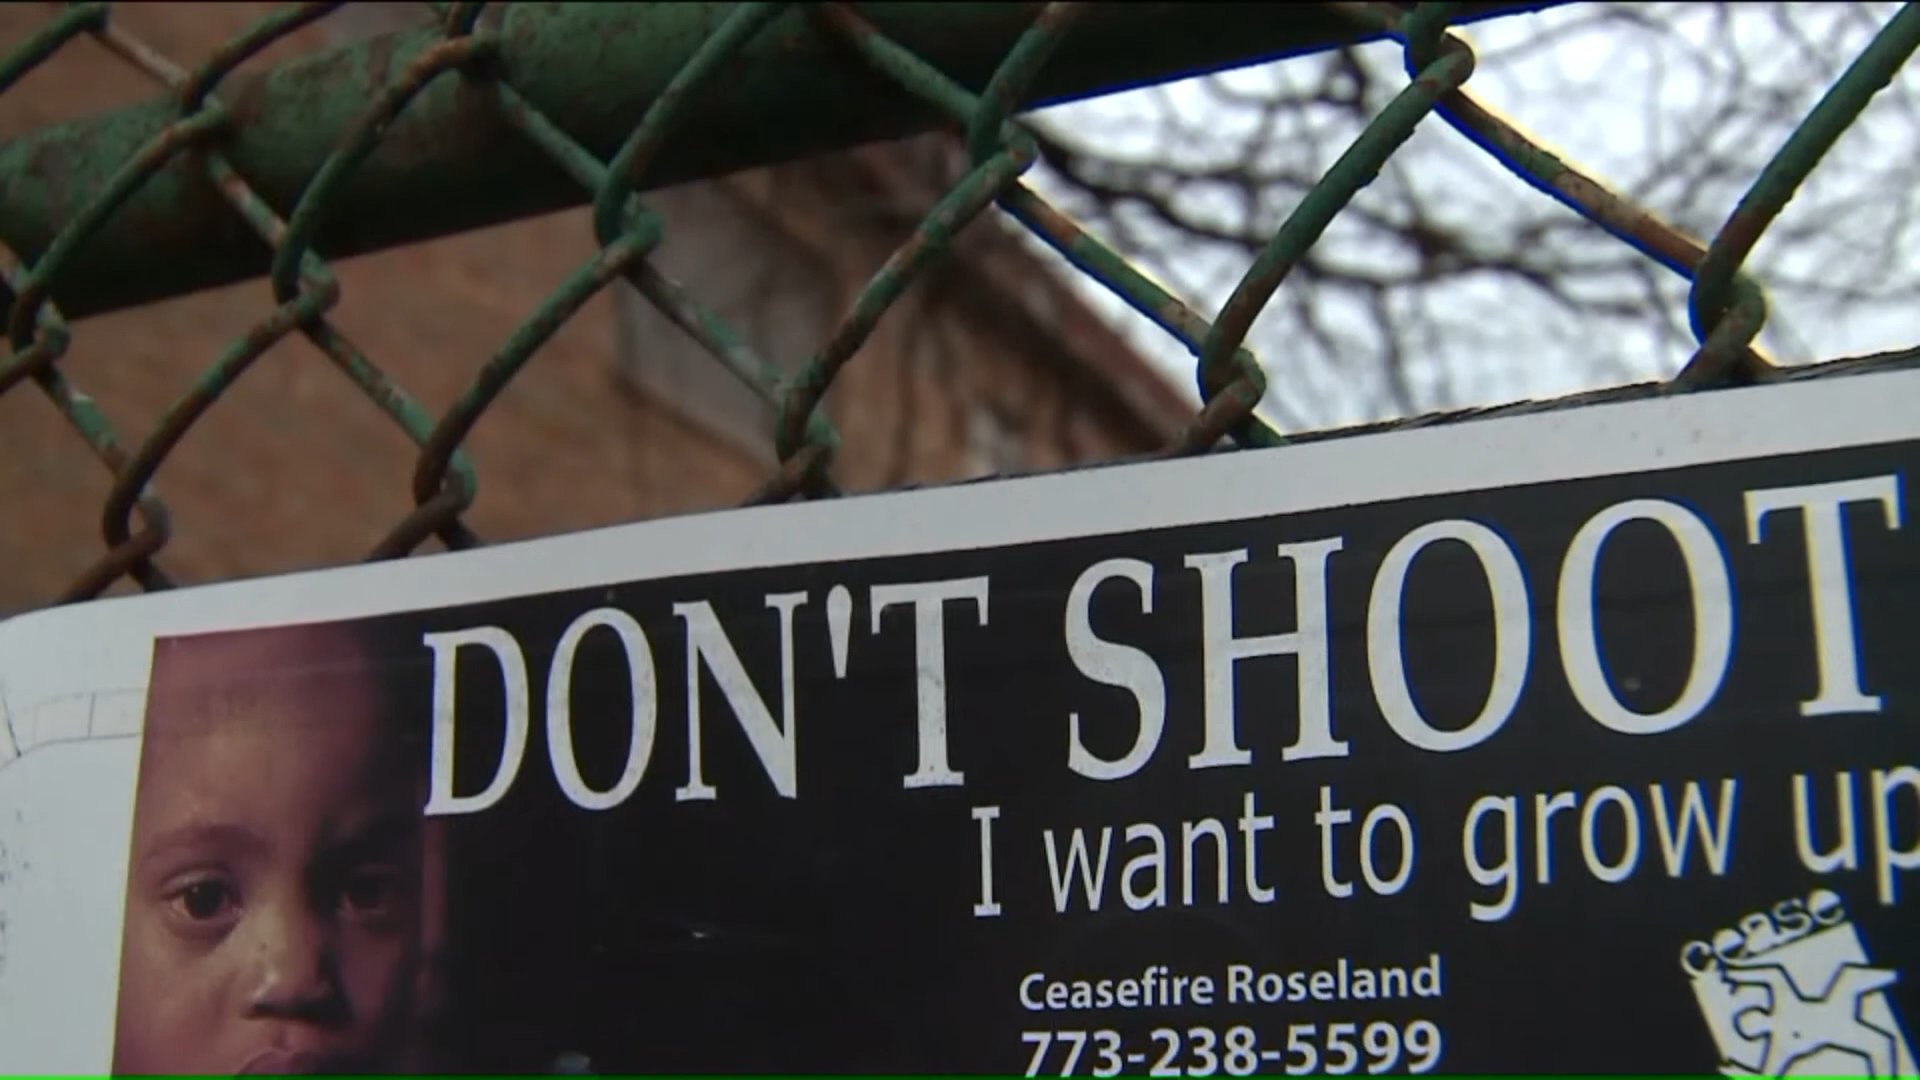 DON'T SHOOT
I want to grow up
Ceasefire Roseland
773-238-5599
cease